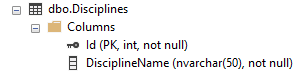 dbo.Disciplines
Columns
Id (PK, int, not null)
DisciplineName (nvarchar(50), not null)